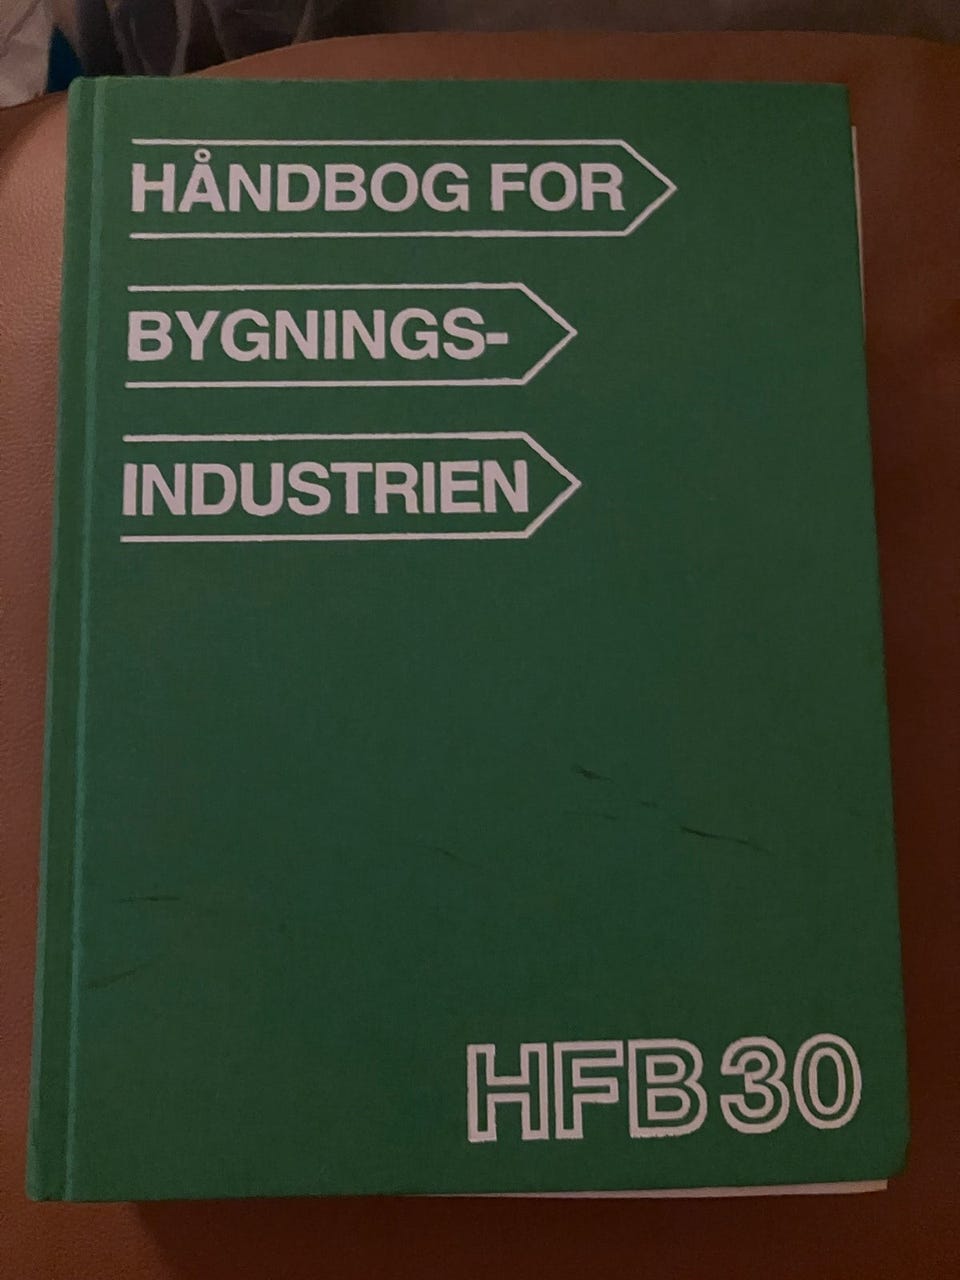 HÅNDBOG FOR
BYGNINGS-
INDUSTRIEN
HFB 30